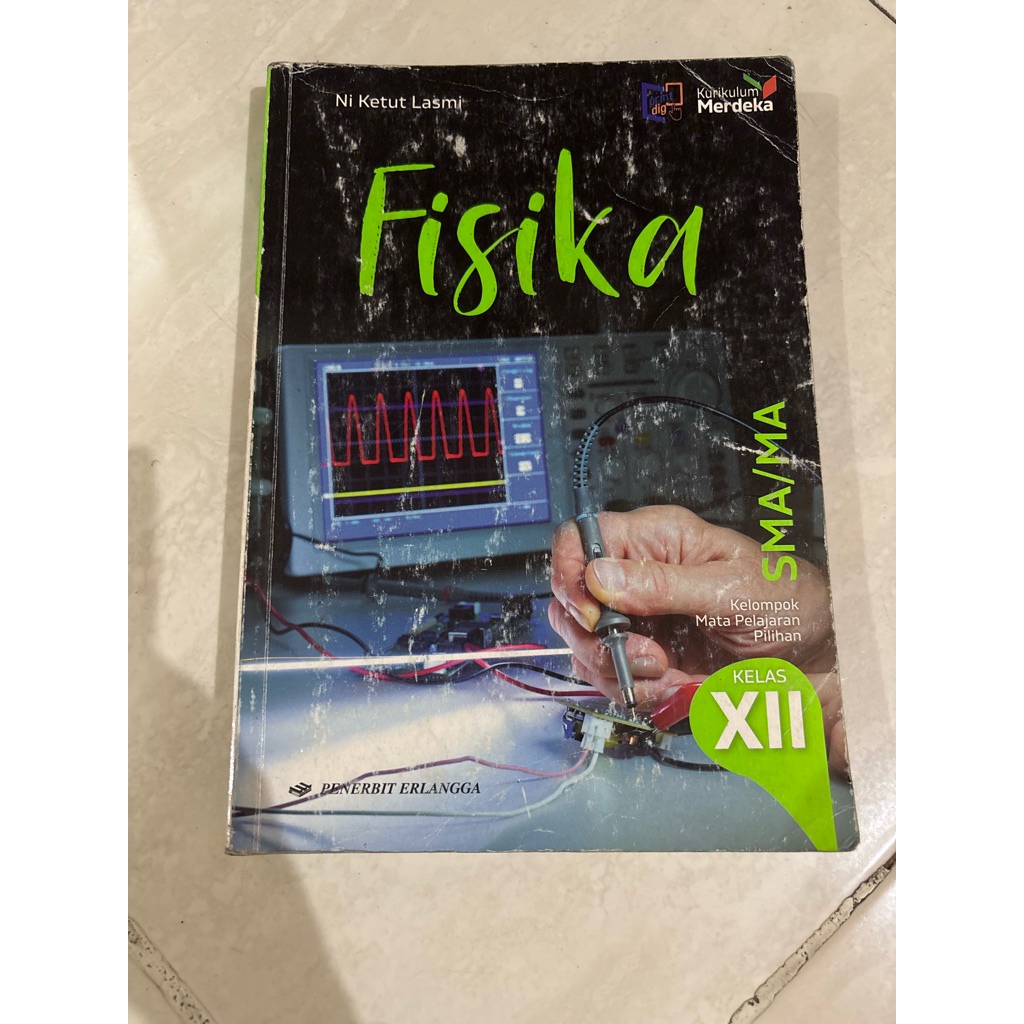 Ni Ketut Lasmi
Kurikulum
Merdeka
Fisika
SMA/MA
Kelompok
Mata Pelajaran
Pilihan
KELAS
XII
PENERBIT ERLANGGA